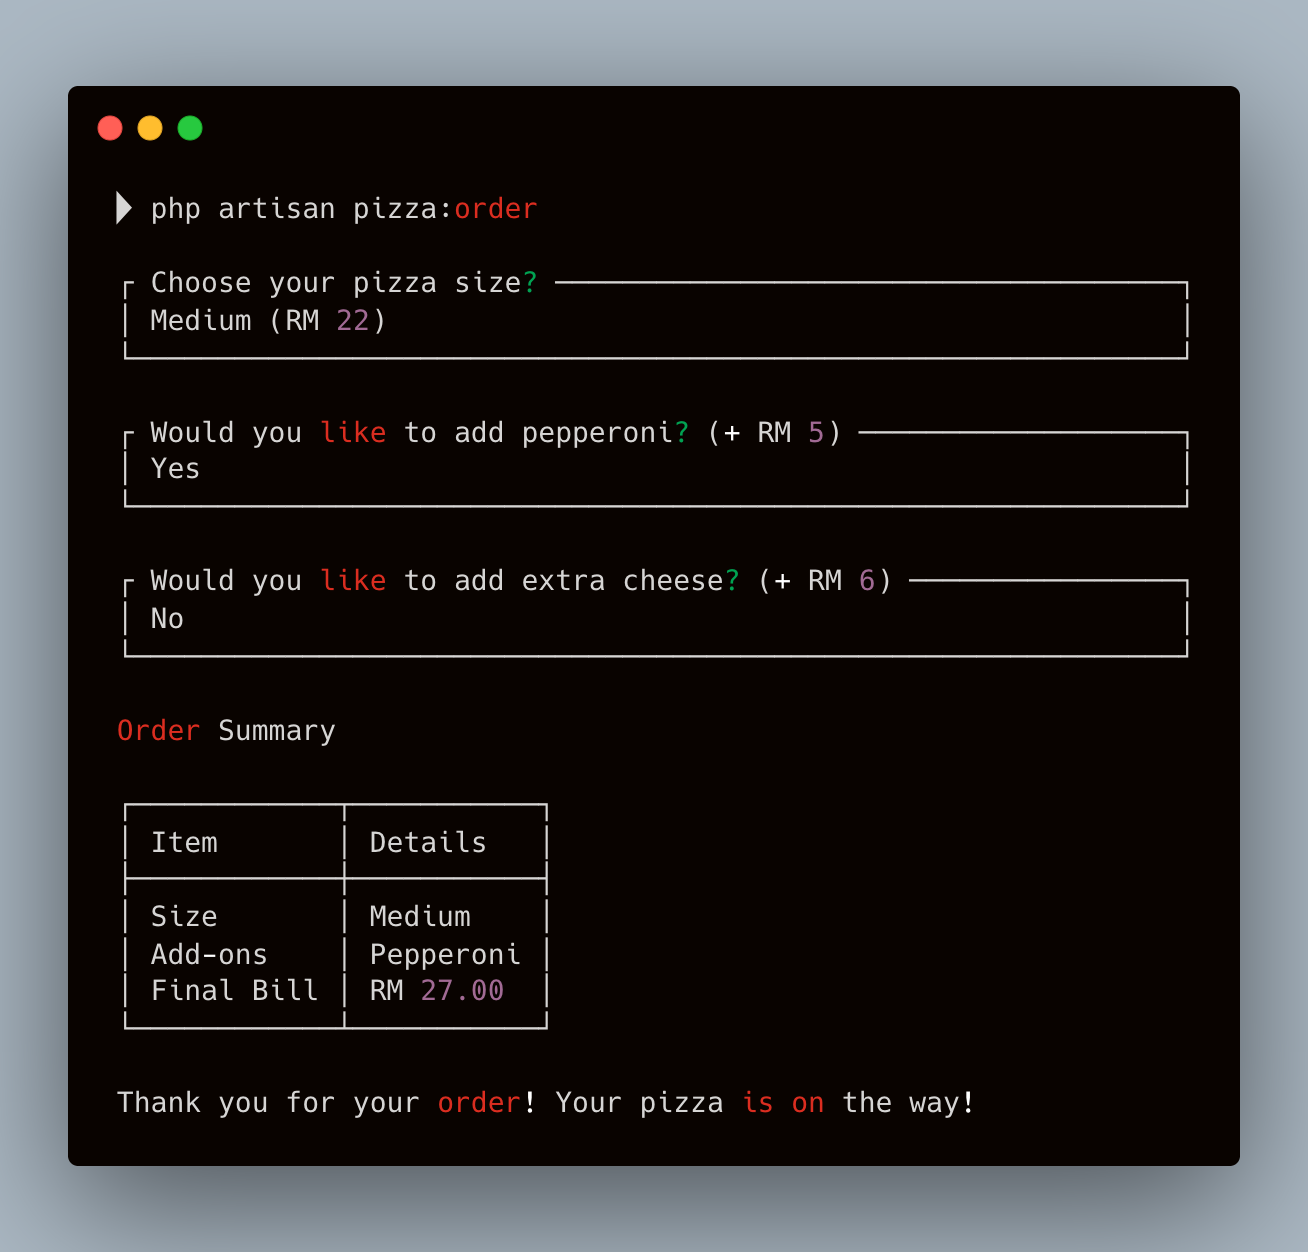 php artisan pizza:order
Choose your pizza size?
Medium (RM 22)
Would you like to add pepperoni? (+ RM 5)
Yes
Would you like to add extra cheese? (+ RM 6)
No
Order Summary
Item Details
Size Medium
Add-ons Pepperoni
Final Bill RM 27.00
Thank you for your order! Your pizza is on the way!